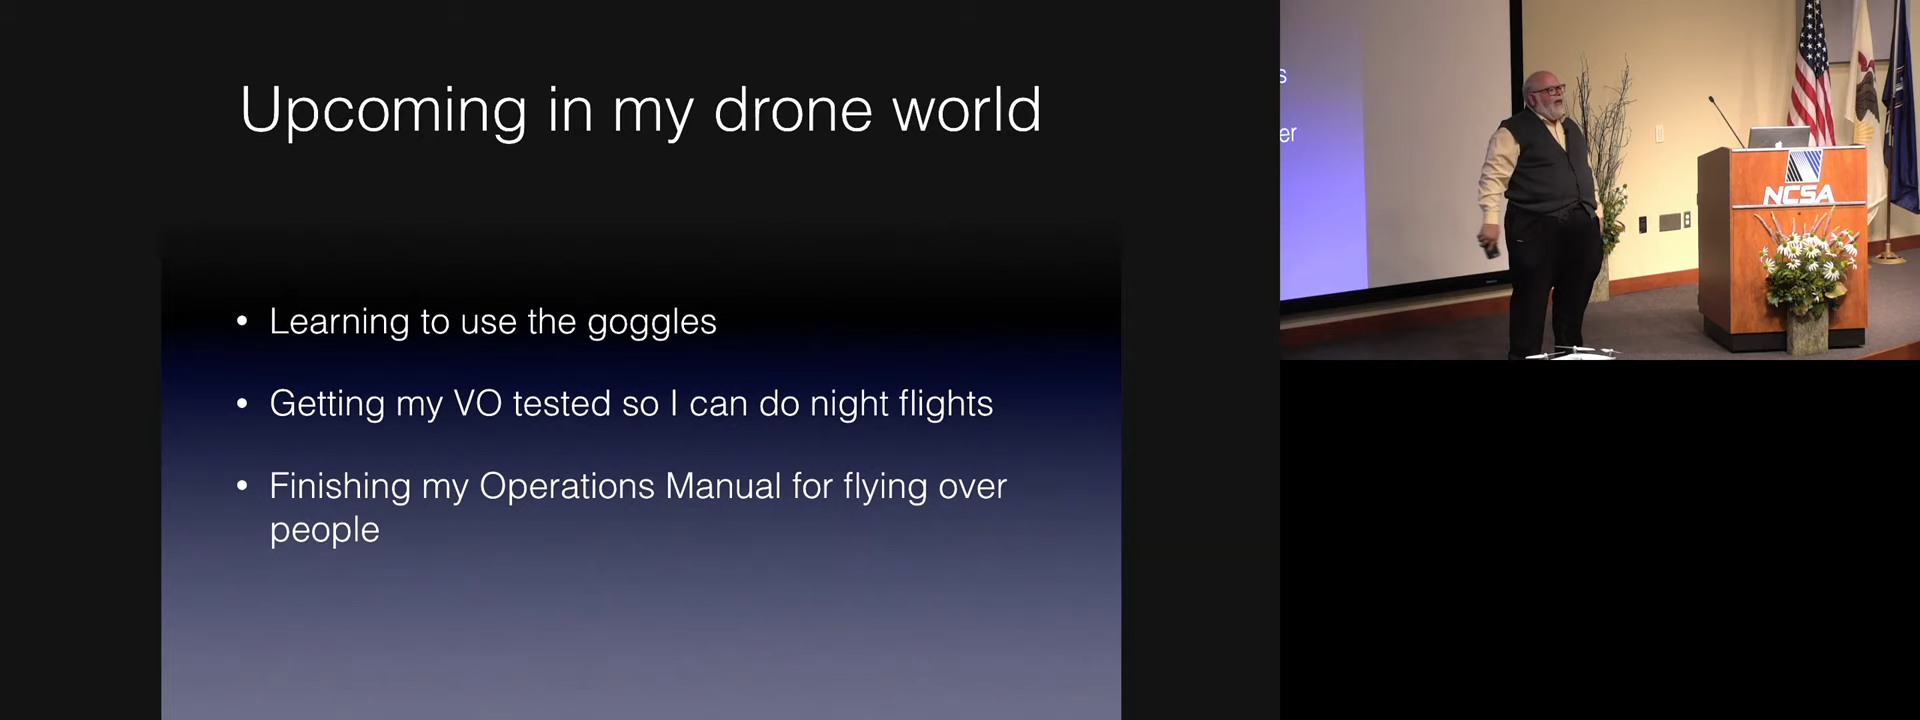 Upcoming in my drone world
• Learning to use the goggles
• Getting my VO tested so I can do night flights
• Finishing my Operations Manual for flying over
people
s
er
NCSA